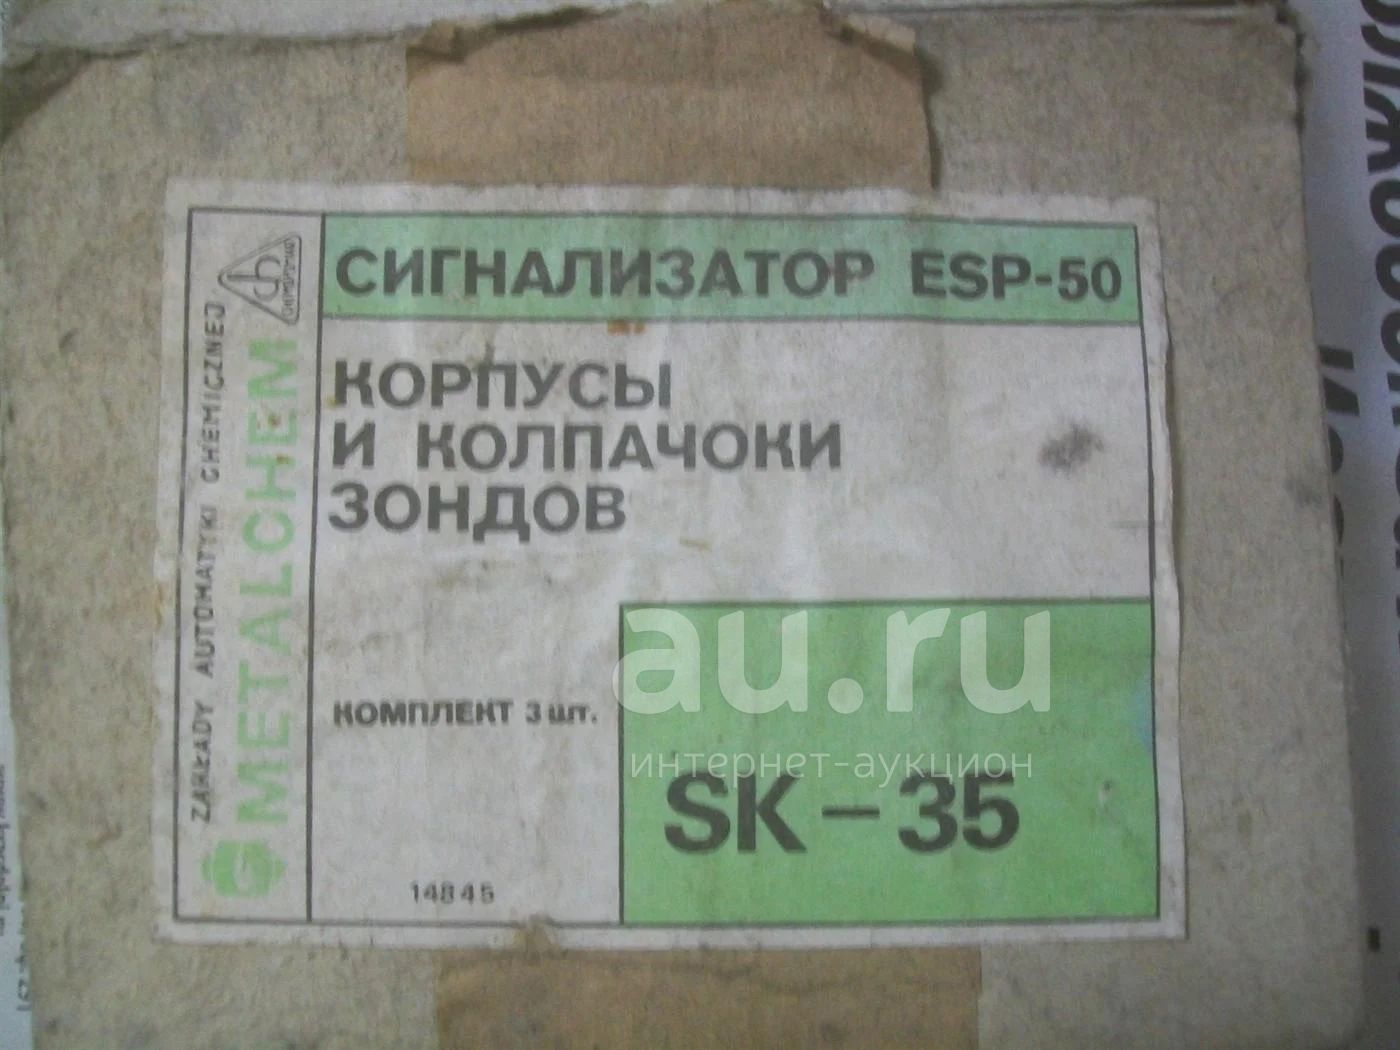 СИГНАЛИЗАТОР ESP-50
КОРПУСЫ
И КОЛПАЧОКИ
ЗОНДОВ
КОМПЛЕКТ 3 шт.
14845
SK-35
ZAKŁADY AUTOMATYKI CHEMICZNEJ
METALCHEM
au.ru
интернет-аукцион